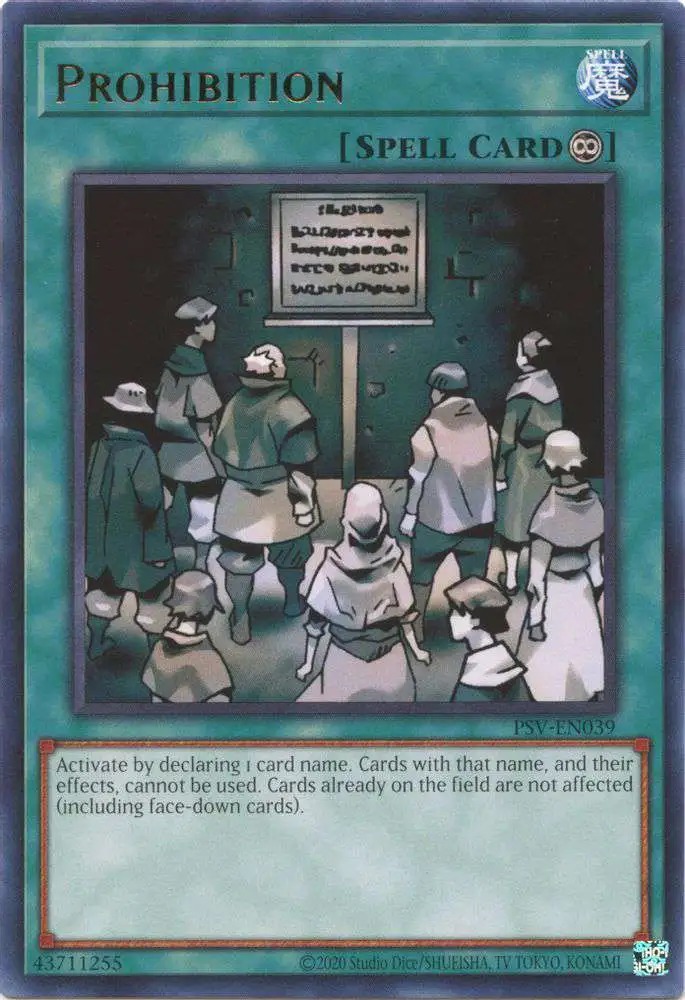 PROHIBITION
SPELL
魔
[SPELL CARD]
PSV-EN039
Activate by declaring 1 card name. Cards with that name, and their
effects, cannot be used. Cards already on the field are not affected
(including face-down cards).
43711255
©2020 Studio Dice/SHUEISHA, TV TOKYO, KONAMI